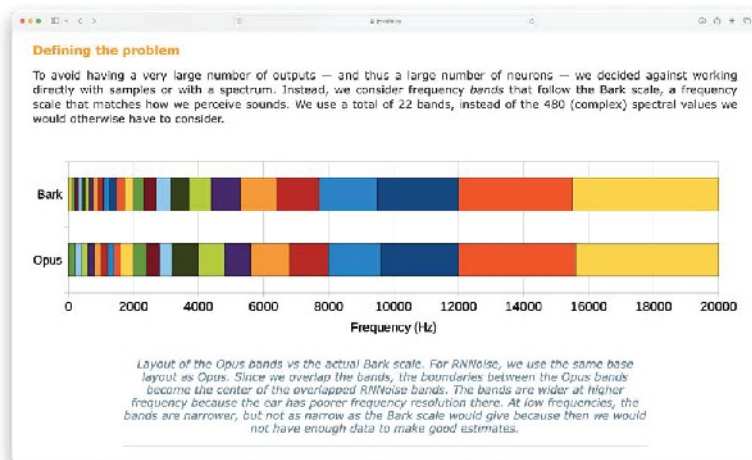 Defining the problem
To avoid having a very large number of outputs — and thus a large number of neurons — we decided against working
directly with samples or with a spectrum. Instead, we consider frequency bands that follow the Bark scale, a frequency
scale that matches how we perceive sounds. We use a total of 22 bands, instead of the 480 (complex) spectral values we
would otherwise have to consider.
Bark
Opus
0 2000 4000 6000 8000 10000 12000 14000 16000 18000 20000
Frequency (Hz)
Layout of the Opus bands vs the actual Bark scale. For RNNoise, we use the same base
layout as Opus. Since we overlap the bands, the boundaries between the Opus bands
become the center of the overlapped RNNoise bands. The bands are wider at higher
frequency because the ear has poorer frequency resolution there. At low frequencies, the
bands are narrower, but not as narrow as the Bark scale would give because then we would
not have enough data to make good estimates.